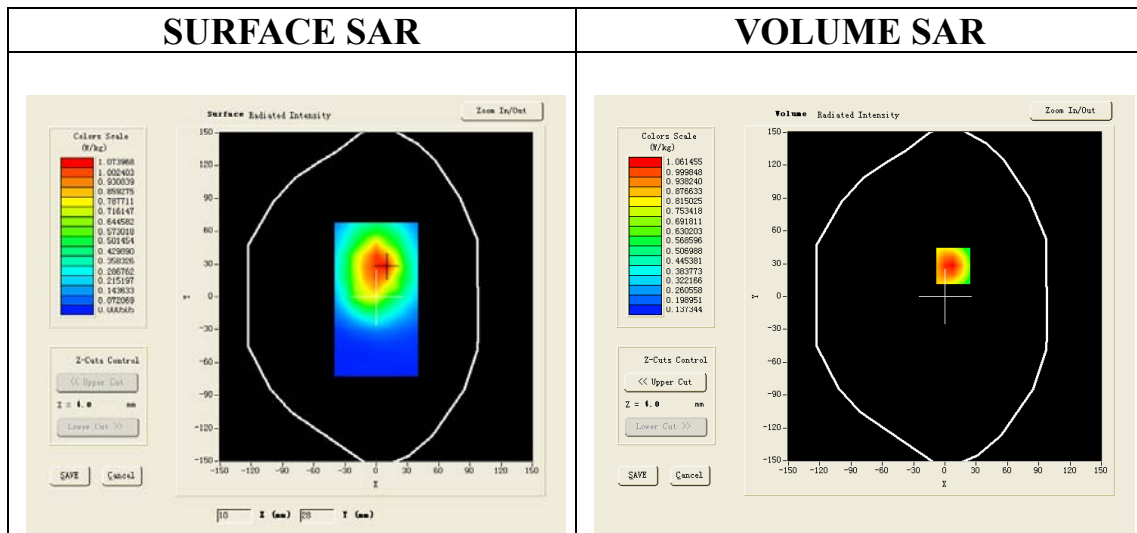 SURFACE SAR
VOLUME SAR
Surface Radiated Intensity
Zoom In/Out
Colors Scale
(W/kg)
1.073968
1.002403
0.930839
0.859275
0.787711
0.716147
0.644582
0.573018
0.501454
0.429890
0.358326
0.286762
0.215197
0.143633
0.072069
0.000505
150
120
90
60
30
0
-30
-60
-90
-120
-150
Y
-150 -120 -90 -60 -30 0 30 60 90 120 150
X
Z-Cuts Control
<< Upper Cut
Z = 4.0 mm
Lower Cut >>
SAVE Cancel
10 X (mm) 28 Y (mm)
Volume Radiated Intensity
Zoom In/Out
Colors Scale
(W/kg)
1.061455
0.999848
0.938240
0.876633
0.815025
0.753418
0.691811
0.630203
0.568596
0.506988
0.445381
0.383773
0.322166
0.260558
0.198951
0.137344
150
120
90
60
30
0
-30
-60
-90
-120
-150
Y
-150 -120 -90 -60 -30 0 30 60 90 120 150
X
Z-Cuts Control
<< Upper Cut
Z = 4.0 mm
Lower Cut >>
SAVE Cancel